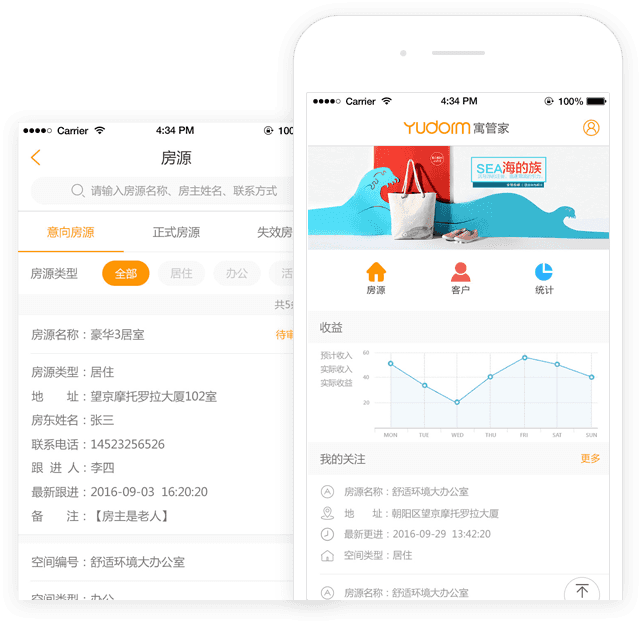 Carrier 4:34 PM 100
房源
请输入房源名称、房主姓名、联系方式
意向房源 正式房源 失效房
房源类型 全部 居住 办公 活
共5
房源名称：豪华3居室 待审
房源类型：居住
地 址：望京摩托罗拉大厦102室
房东姓名：张三
联系电话：14523256526
跟 进 人：李四
最新跟进：2016-09-03 16:20:20
备 注：【房主是老人】
空间编号：舒适环境大办公室
空间类型：办公
Carrier 4:34 PM 100%
Yudorm 寓管家
SEA海的族
房源 客户 统计
收益
预计收入
实际收入
实际收益
60
40
20
MON TUE WED THU FRI SAT SUN
我的关注 更多
房源名称：舒适环境大办公室
地 址：朝阳区望京摩托罗拉大厦
最新更进：2016-09-29 13:42:20
空间类型：居住
房源名称：舒适环境大办公室